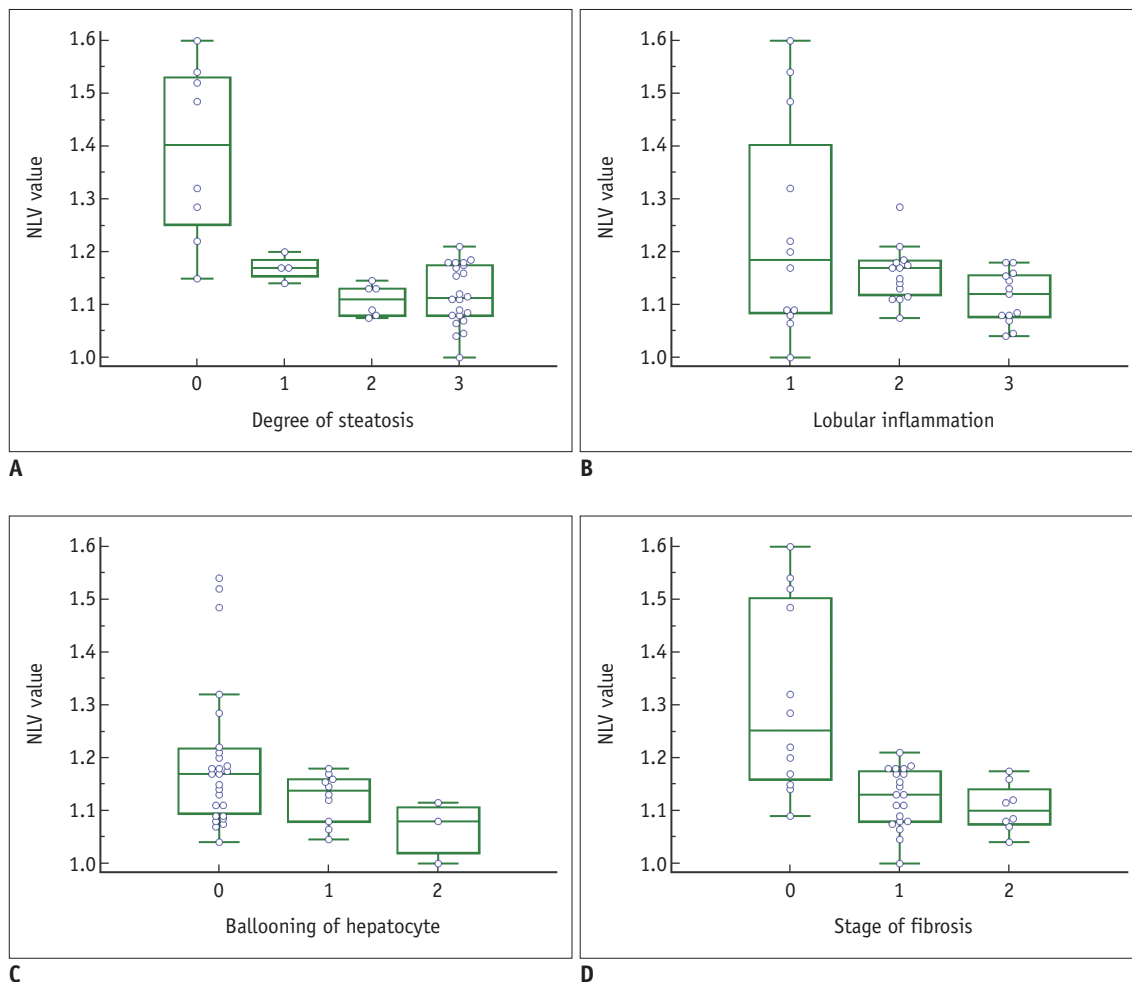 1.6
1.5
1.4
1.3
1.2
1.1
1.0
NLV value
0 1 2 3
Degree of steatosis
A
1.6
1.5
1.4
1.3
1.2
1.1
1.0
NLV value
1 2 3
Lobular inflammation
B
1.6
1.5
1.4
1.3
1.2
1.1
1.0
NLV value
0 1 2
Ballooning of hepatocyte
C
1.6
1.5
1.4
1.3
1.2
1.1
1.0
NLV value
0 1 2
Stage of fibrosis
D